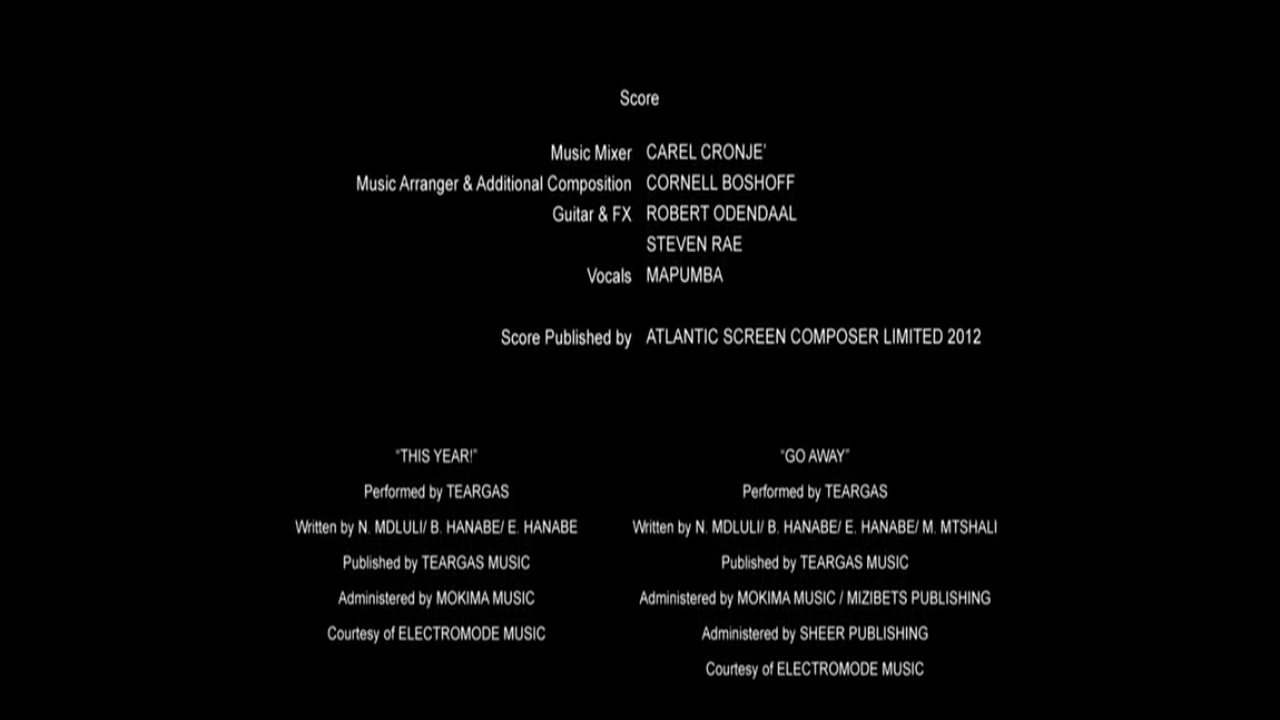 Score
Music Mixer CAREL CRONJE'
Music Arranger & Additional Composition CORNELL BOSHOFF
Guitar & FX ROBERT ODENDAAL
STEVEN RAE
Vocals MAPUMBA
Score Published by ATLANTIC SCREEN COMPOSER LIMITED 2012
“THIS YEAR!”
Performed by TEARGAS
Written by N. MDLULI/ B. HANABE/ E. HANABE
Published by TEARGAS MUSIC
Administered by MOKIMA MUSIC
Courtesy of ELECTROMODE MUSIC
“GO AWAY”
Performed by TEARGAS
Written by N. MDLULI/ B. HANABE/ E. HANABE/ M. MTSHALI
Published by TEARGAS MUSIC
Administered by MOKIMA MUSIC / MIZIBETS PUBLISHING
Administered by SHEER PUBLISHING
Courtesy of ELECTROMODE MUSIC